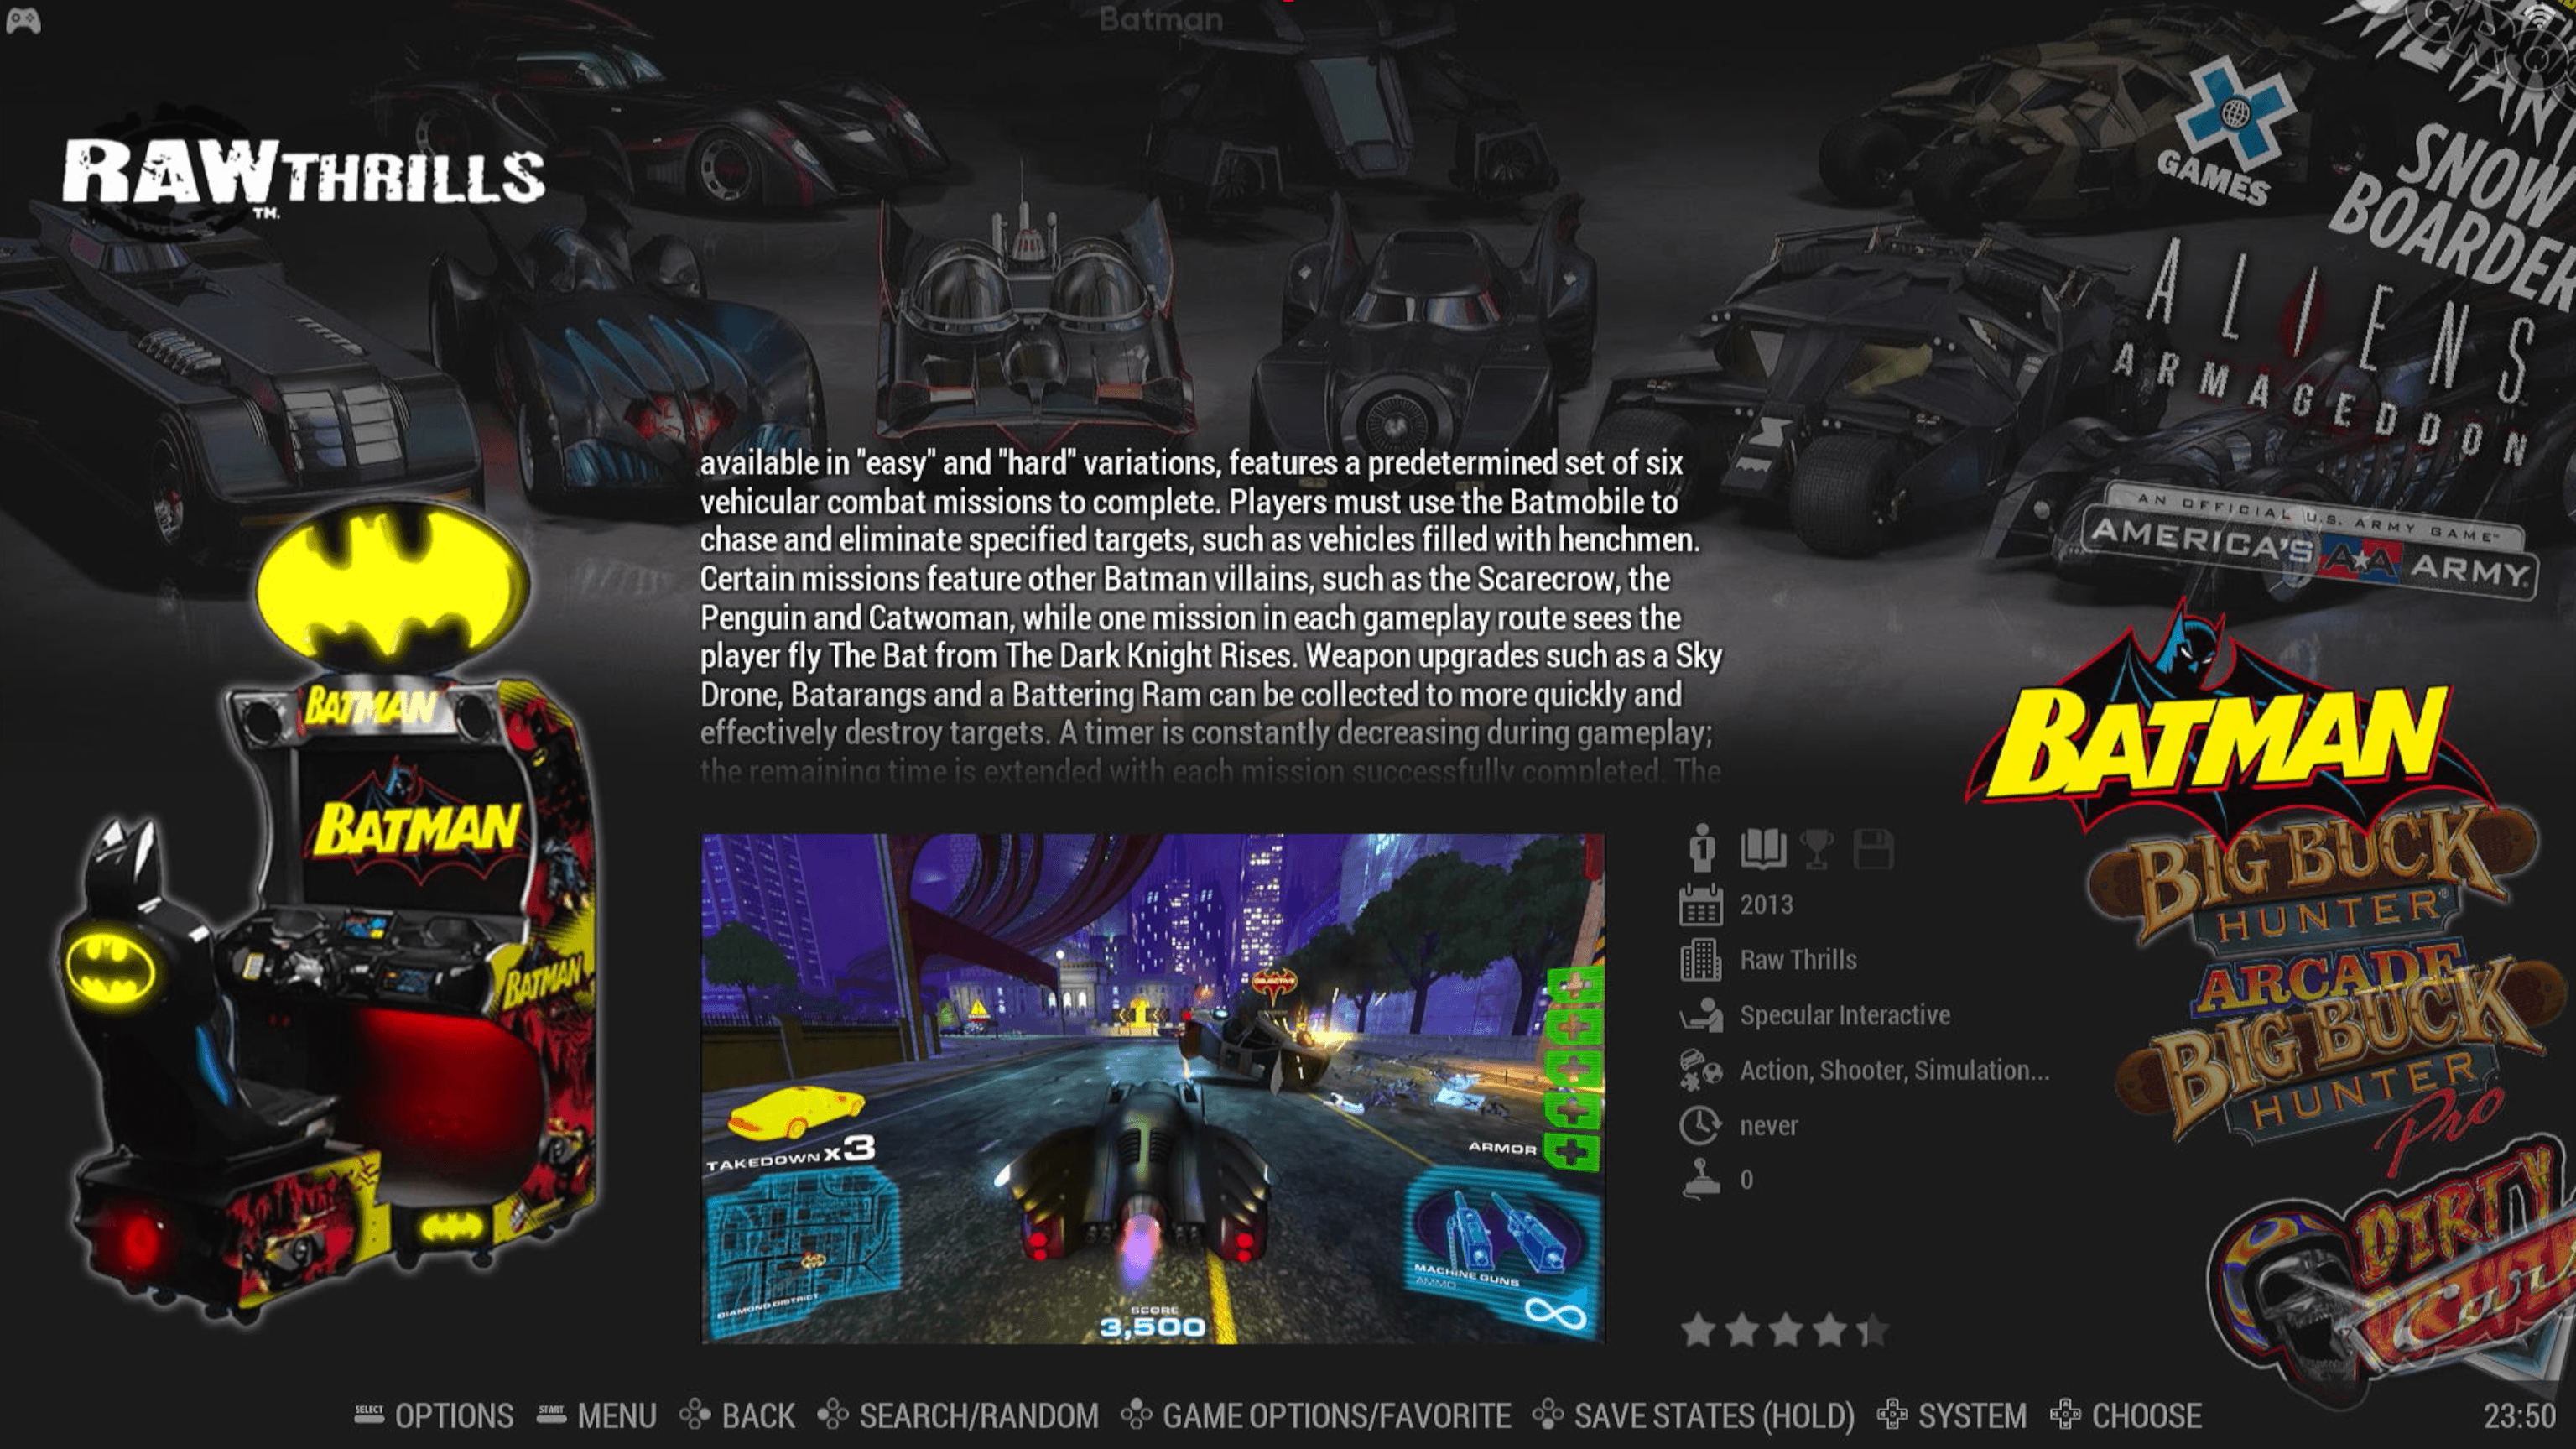 Batman
RAW THRILLS
TM.
X
GAMES
SNOW
BOARDER
ALIENS
ARMAGEDDON
AN OFFICIAL U.S. ARMY GAME
AMERICA'S AA ARMY
available in "easy" and "hard" variations, features a predetermined set of six
vehicular combat missions to complete. Players must use the Batmobile to
chase and eliminate specified targets, such as vehicles filled with henchmen.
Certain missions feature other Batman villains, such as the Scarecrow, the
Penguin and Catwoman, while one mission in each gameplay route sees the
player fly The Bat from The Dark Knight Rises. Weapon upgrades such as a Sky
Drone, Batarangs and a Battering Ram can be collected to more quickly and
effectively destroy targets. A timer is constantly decreasing during gameplay;
the remaining time is extended with each mission successfully completed. The
BATMAN
BATMAN
BATMAN
BATMAN
BIG BUCK
HUNTER
ARCADE
BIG BUCK
HUNTER
Pro
DIRTY
OBJECTIVE
TAKEDOWN x3
DIAMOND DISTRICT
ARMOR
MACHINE GUNS
AMMO
SCORE
3,500
1
2013
Raw Thrills
Specular Interactive
Action, Shooter, Simulation...
never
0
SELECT OPTIONS START MENU BACK SEARCH/RANDOM GAME OPTIONS/FAVORITE SAVE STATES (HOLD) SYSTEM CHOOSE 23:50